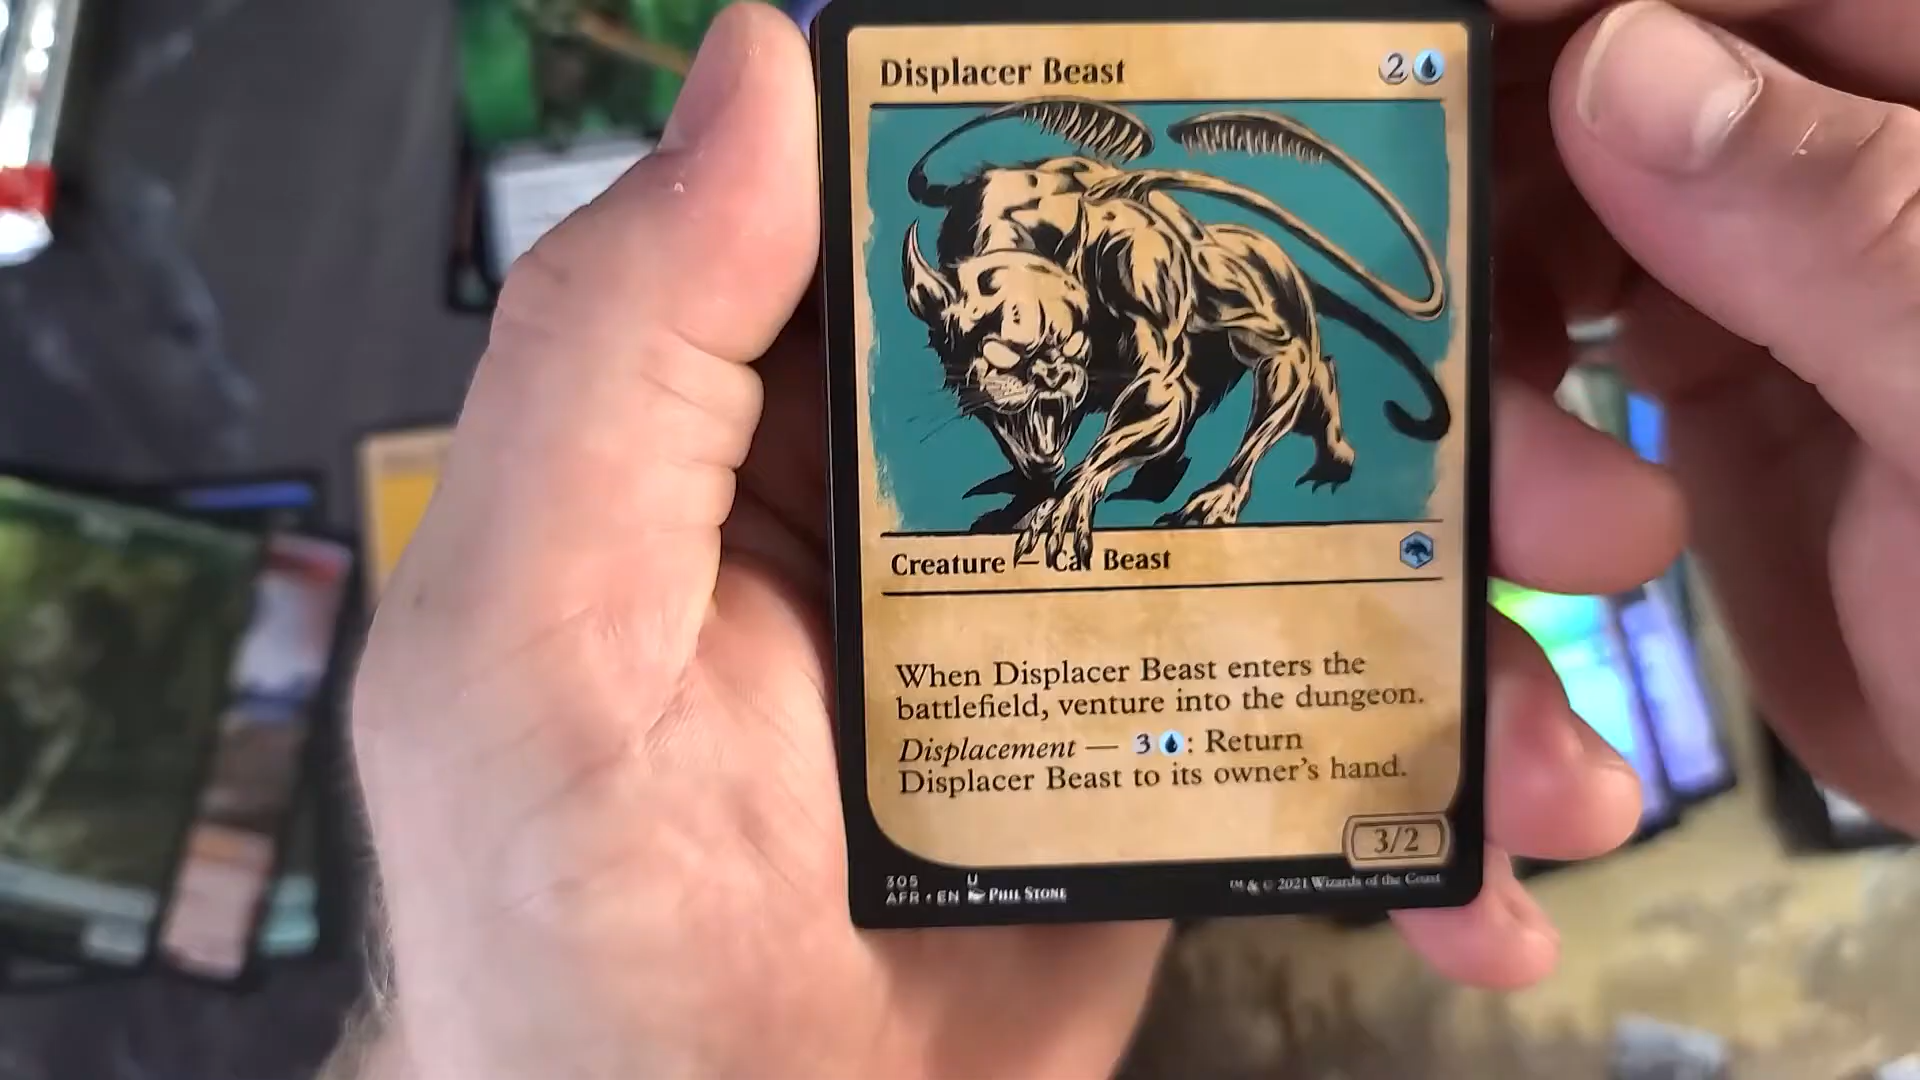 Displacer Beast 2
Creature — Cat Beast
When Displacer Beast enters the
battlefield, venture into the dungeon.
Displacement — 3 : Return
Displacer Beast to its owner's hand.
3/2
305 U
AFR • EN Phil Stone
™ & © 2021 Wizards of the Coast